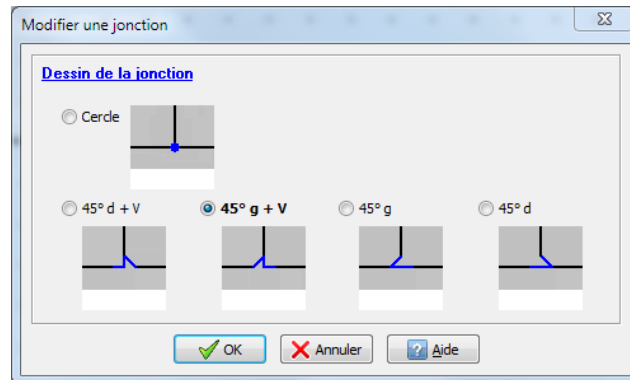 Modifier une jonction
Dessin de la jonction
Cercle
45° d + V
45° g + V
45° g
45° d
OK
Annuler
Aide